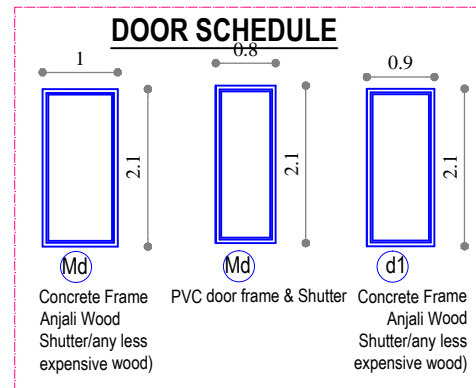 DOOR SCHEDULE
1
0.8
0.9
2.1
2.1
2.1
Md
Md
d1
Concrete Frame
Anjali Wood
Shutter/any less
expensive wood)
PVC door frame & Shutter
Concrete Frame
Anjali Wood
Shutter/any less
expensive wood)